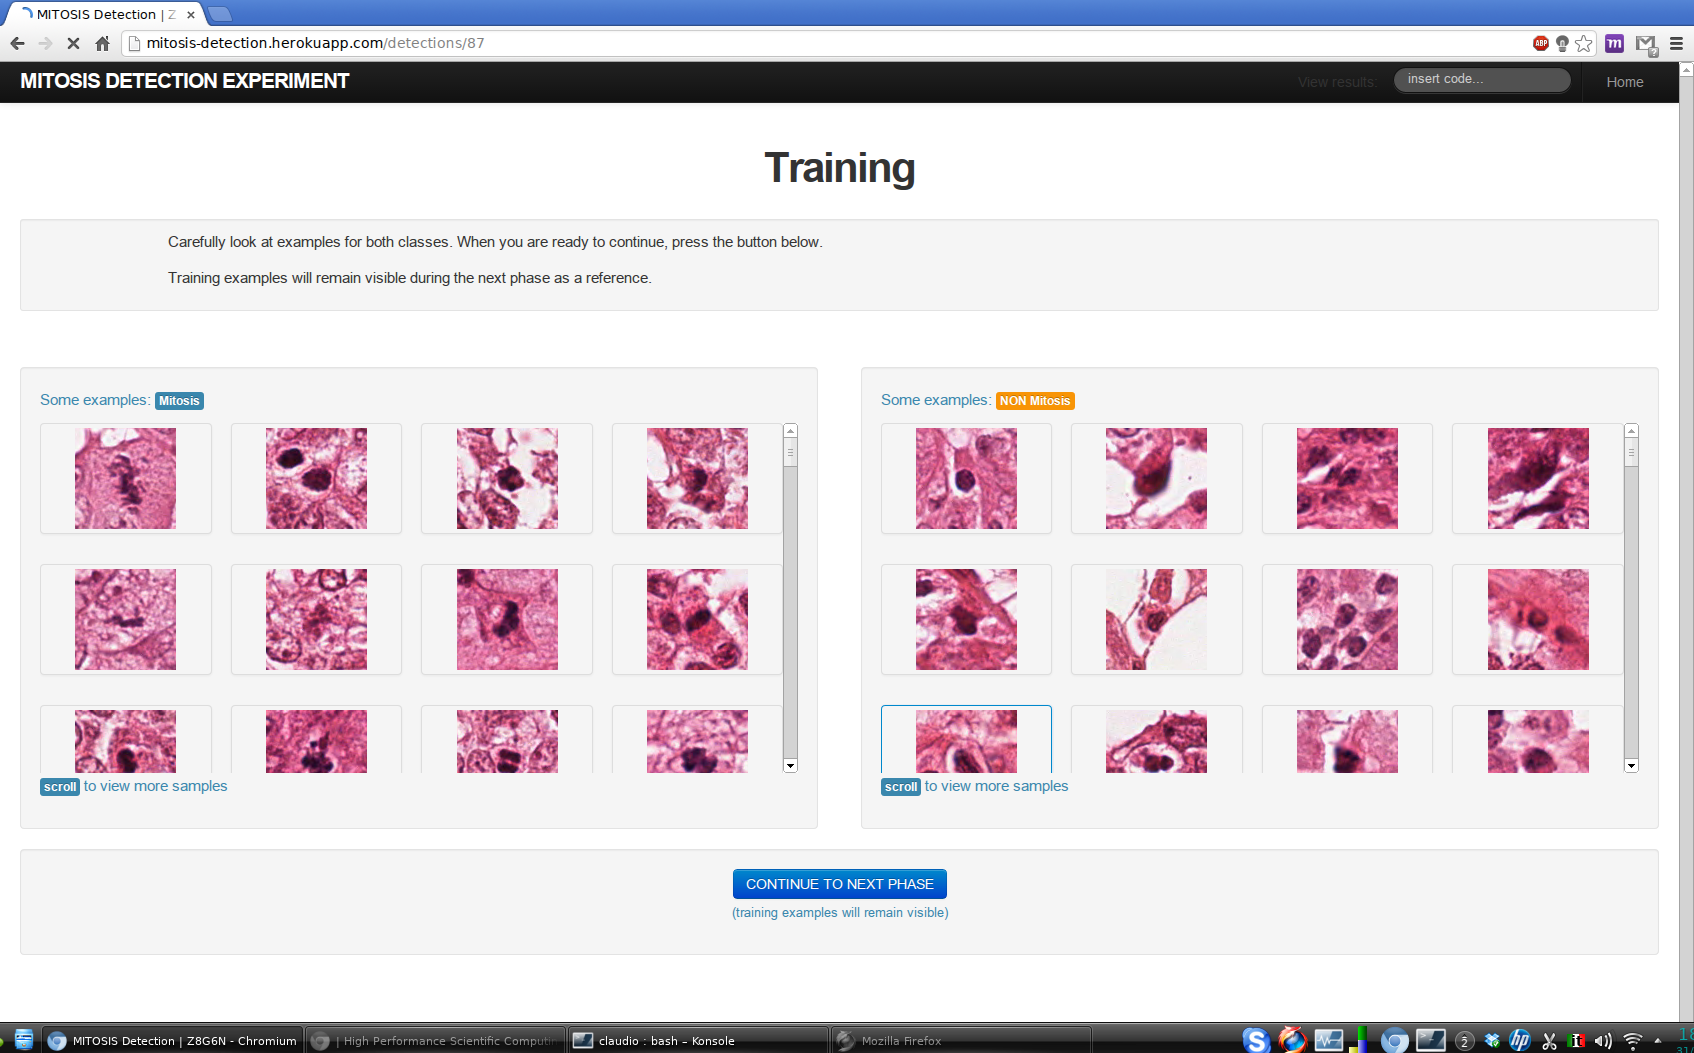 MITOSIS Detection | Z
mitosis-detection.herokuapp.com/detections/87
ABP
m
MITOSIS DETECTION EXPERIMENT
View results:
insert code...
Home
Training
Carefully look at examples for both classes. When you are ready to continue, press the button below.
Training examples will remain visible during the next phase as a reference.
Some examples: Mitosis
Some examples: NON Mitosis
scroll to view more samples
scroll to view more samples
CONTINUE TO NEXT PHASE
(training examples will remain visible)
MITOSIS Detection | Z8G6N - Chromium
| High Performance Scientific Computin
claudio : bash – Konsole
Mozilla Firefox
2
hp